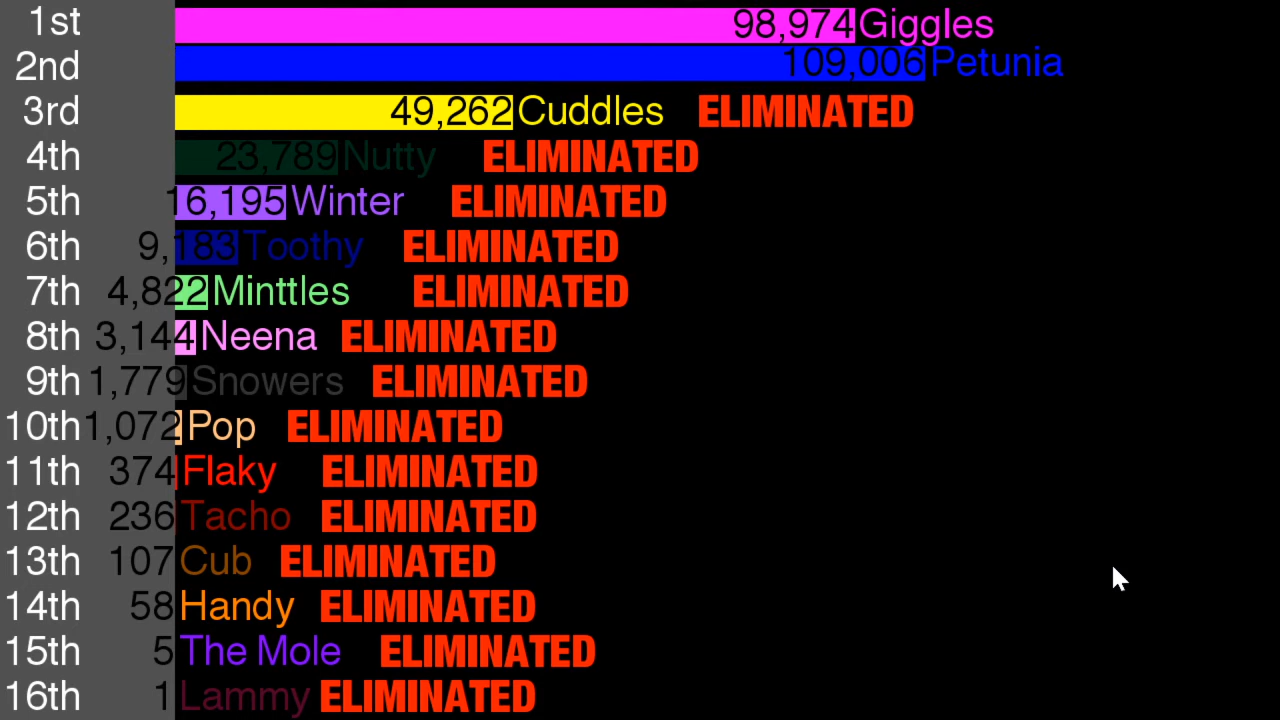 1st 98,974 Giggles
2nd 109,006 Petunia
3rd 49,262 Cuddles ELIMINATED
4th 23,789 Nutty ELIMINATED
5th 16,195 Winter ELIMINATED
6th 9,183 Toothy ELIMINATED
7th 4,822 Minttles ELIMINATED
8th 3,144 Neena ELIMINATED
9th 1,779 Snowers ELIMINATED
10th 1,072 Pop ELIMINATED
11th 374 Flaky ELIMINATED
12th 236 Tacho ELIMINATED
13th 107 Cub ELIMINATED
14th 58 Handy ELIMINATED
15th 5 The Mole ELIMINATED
16th 1 Lammy ELIMINATED